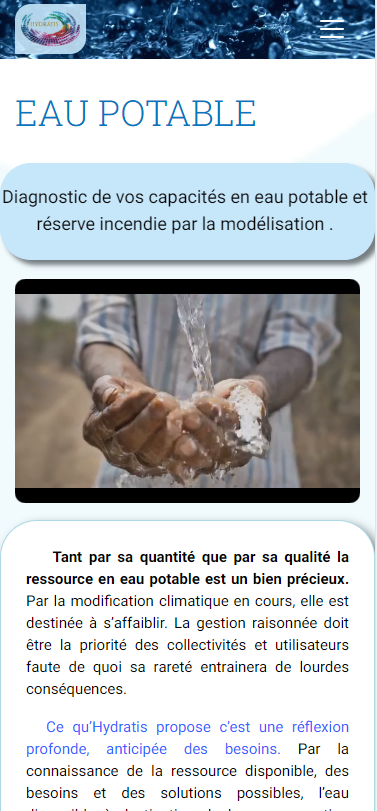 HYDRATIS
EAU POTABLE
Diagnostic de vos capacités en eau potable et
réserve incendie par la modélisation .
Tant par sa quantité que par sa qualité la
ressource en eau potable est un bien précieux.
Par la modification climatique en cours, elle est
destinée à s’affaiblir. La gestion raisonnée doit
être la priorité des collectivités et utilisateurs
faute de quoi sa rareté entrainera de lourdes
conséquences.
Ce qu’Hydratis propose c’est une réflexion
profonde, anticipée des besoins. Par la
connaissance de la ressource disponible, des
besoins et des solutions possibles, l’eau